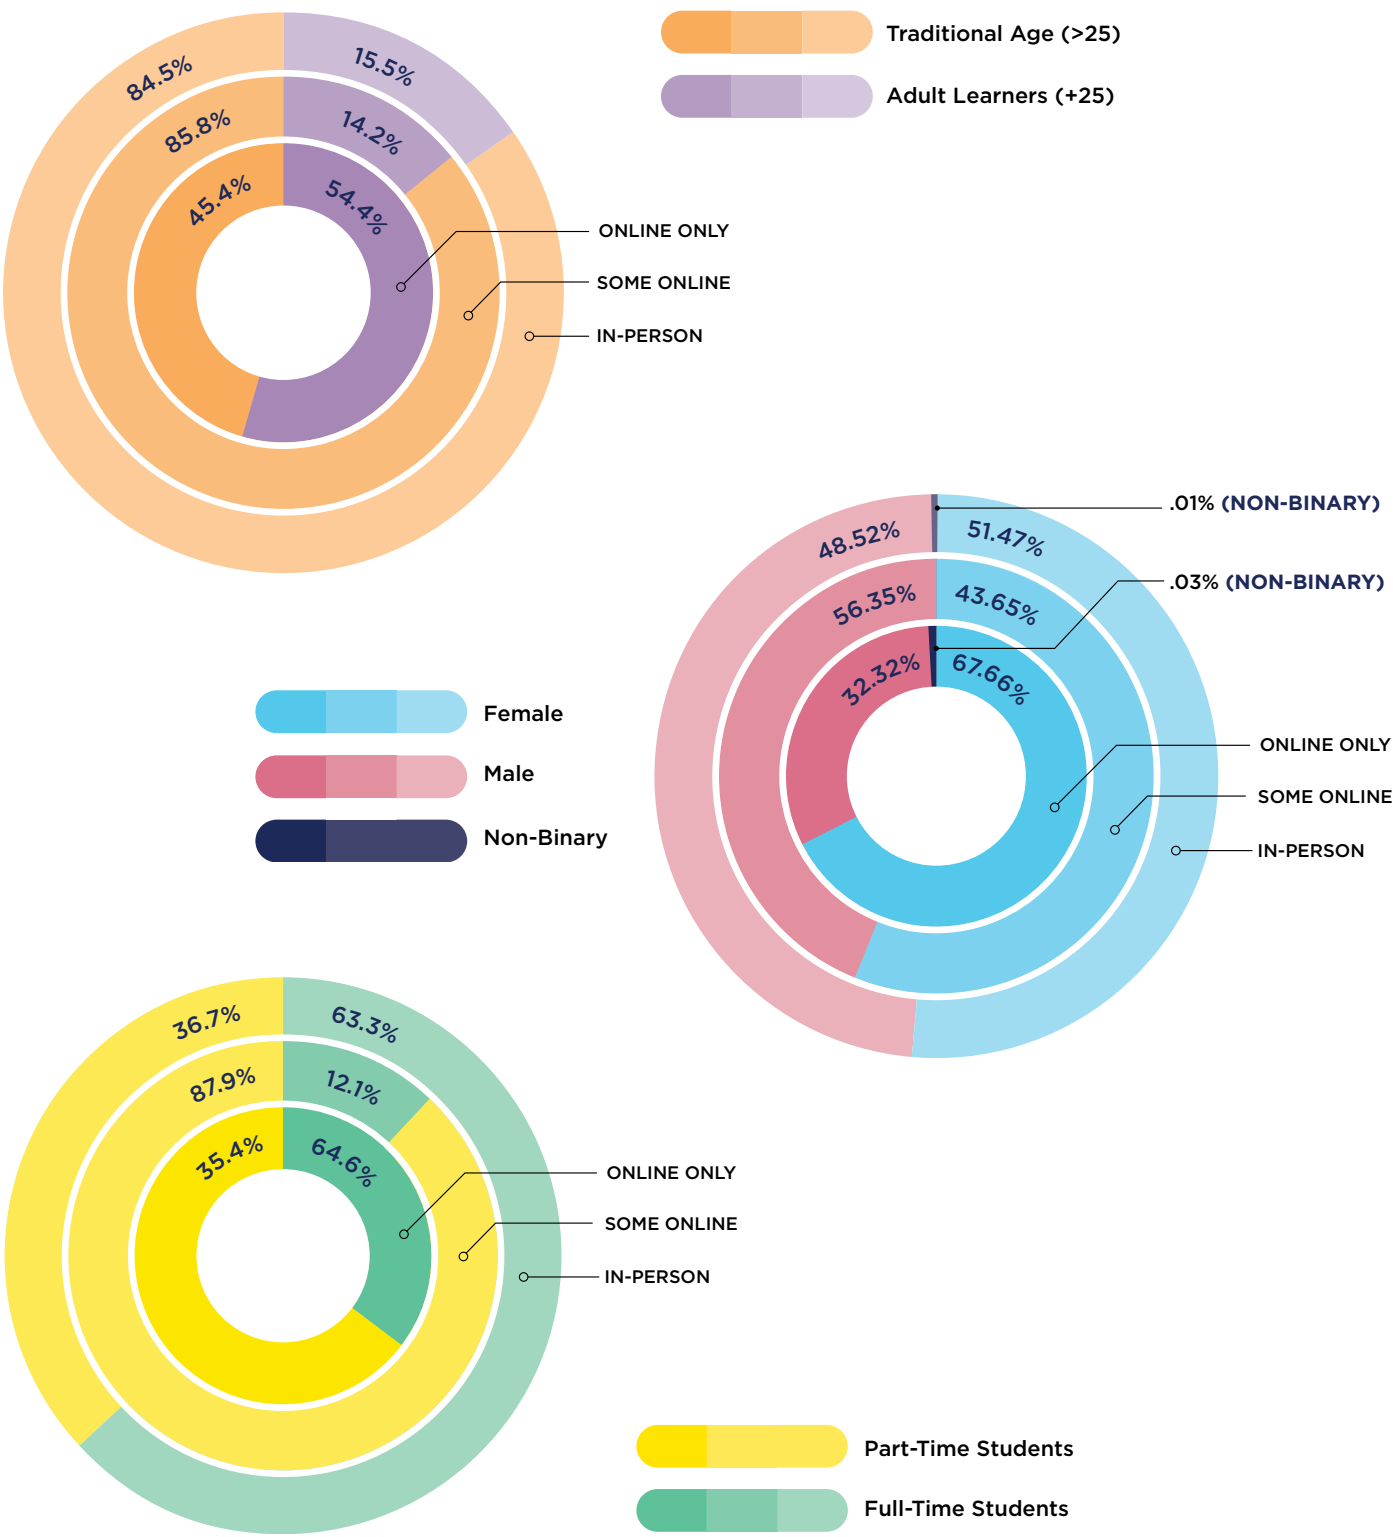 Traditional Age (>25)
Adult Learners (+25)
84.5%
15.5%
85.8%
14.2%
45.4%
54.4%
ONLINE ONLY
SOME ONLINE
IN-PERSON
.01% (NON-BINARY)
48.52%
51.47%
.03% (NON-BINARY)
56.35%
43.65%
32.32%
67.66%
Female
Male
Non-Binary
ONLINE ONLY
SOME ONLINE
IN-PERSON
36.7%
63.3%
87.9%
12.1%
35.4%
64.6%
ONLINE ONLY
SOME ONLINE
IN-PERSON
Part-Time Students
Full-Time Students